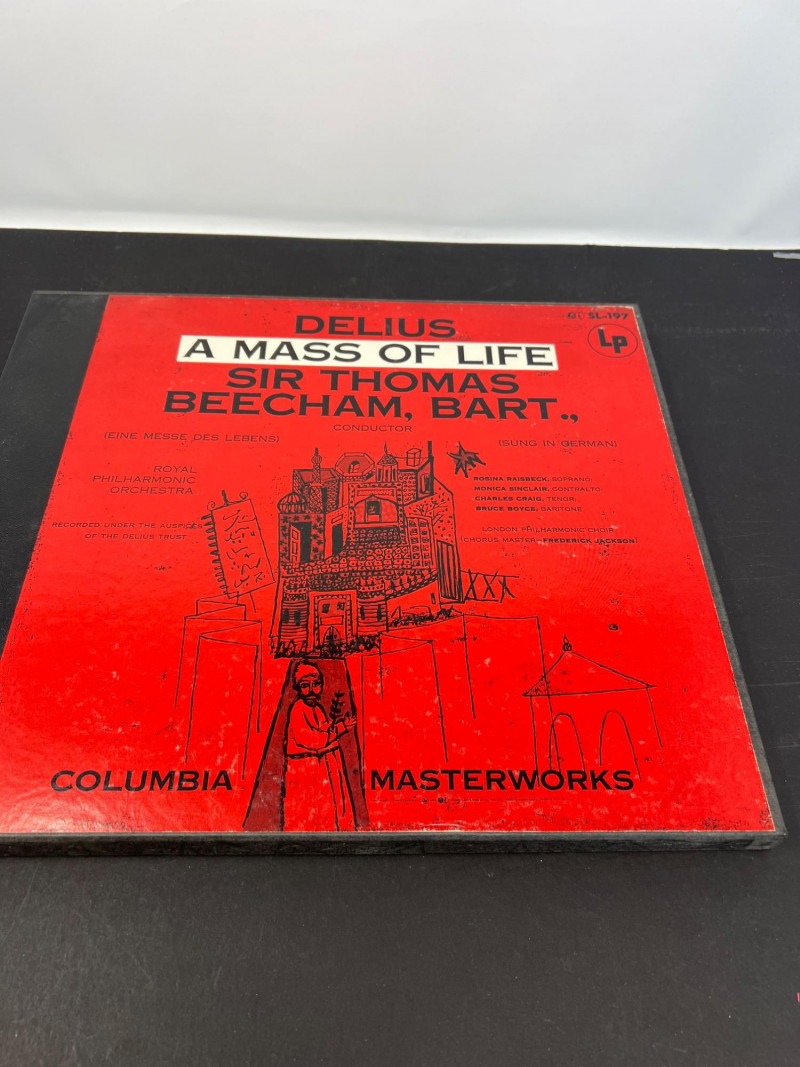 SL-197
Lp
DELIUS
A MASS OF LIFE
SIR THOMAS
BEECHAM, BART.,
CONDUCTOR
(EINE MESSE DES LEBENS)
(SUNG IN GERMAN)
ROYAL
PHILHARMONIC
ORCHESTRA
RECORDED UNDER THE AUSPICES
OF THE DELIUS TRUST
ROSINA RAISBECK, SOPRANO
MONICA SINCLAIR, CONTRALTO
CHARLES CRAIG, TENOR
BRUCE BOYCE, BARITONE
LONDON PHILHARMONIC CHOIR
(CHORUS MASTER-FREDERICK JACKSON)
COLUMBIA MASTERWORKS